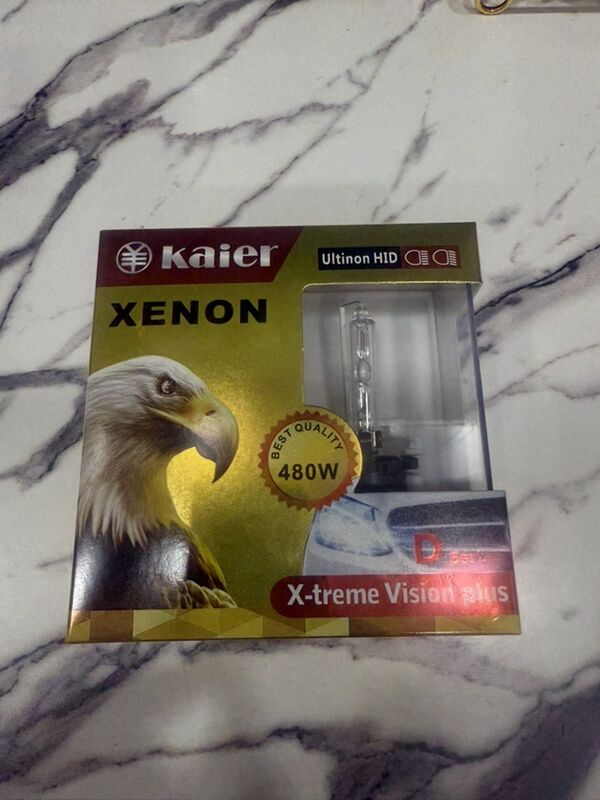 Kaier
Ultinon HID
XENON
BEST QUALITY
480W
D
X-treme Vision plus